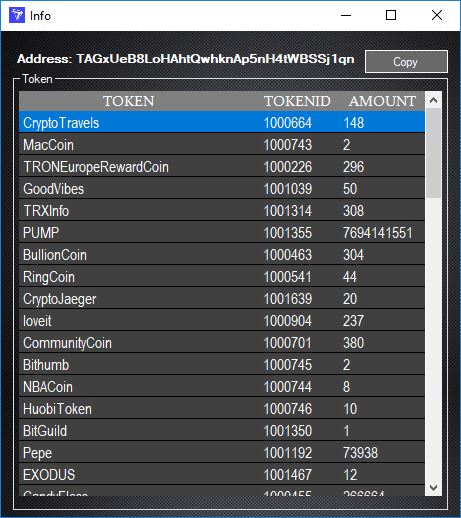 Info
Address: TAGxUeB8LoHAhtQwhknAp5nH4tWBSSj1qn Copy
Token
TOKEN TOKENID AMOUNT
CryptoTravels 1000664 148
MacCoin 1000743 2
TRONEuropeRewardCoin 1000226 296
GoodVibes 1001039 50
TRXInfo 1001314 308
PUMP 1001355 7694141551
BullionCoin 1000463 304
RingCoin 1000541 44
CryptoJaeger 1001639 20
loveit 1000904 237
CommunityCoin 1000701 380
Bithumb 1000745 2
NBACoin 1000744 8
HuobiToken 1000746 10
BitGuild 1001350 1
Pepe 1001192 73938
EXODUS 1001467 12